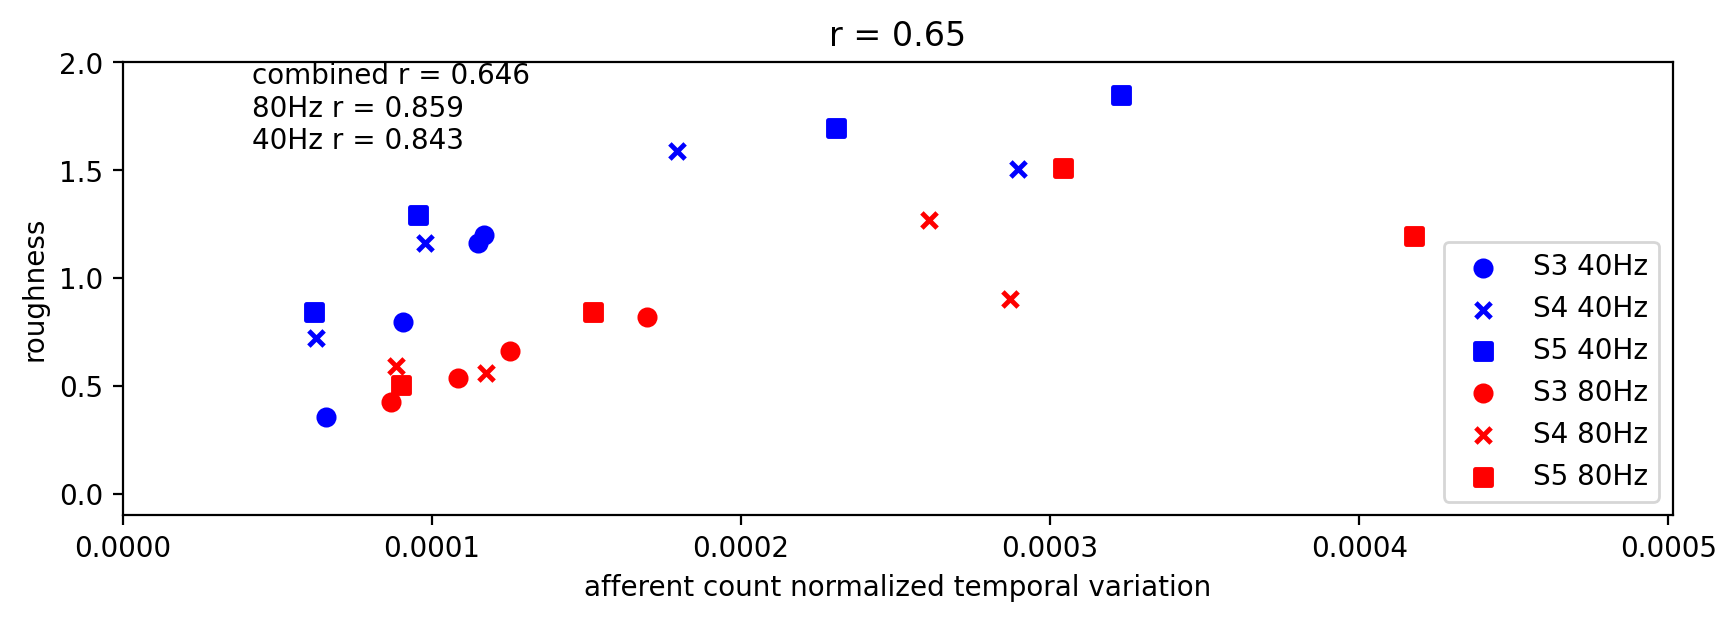 r = 0.65
combined r = 0.646
80Hz r = 0.859
40Hz r = 0.843
2.0
1.5
1.0
0.5
0.0
roughness
S3 40Hz
S4 40Hz
S5 40Hz
S3 80Hz
S4 80Hz
S5 80Hz
0.0000 0.0001 0.0002 0.0003 0.0004 0.0005
afferent count normalized temporal variation